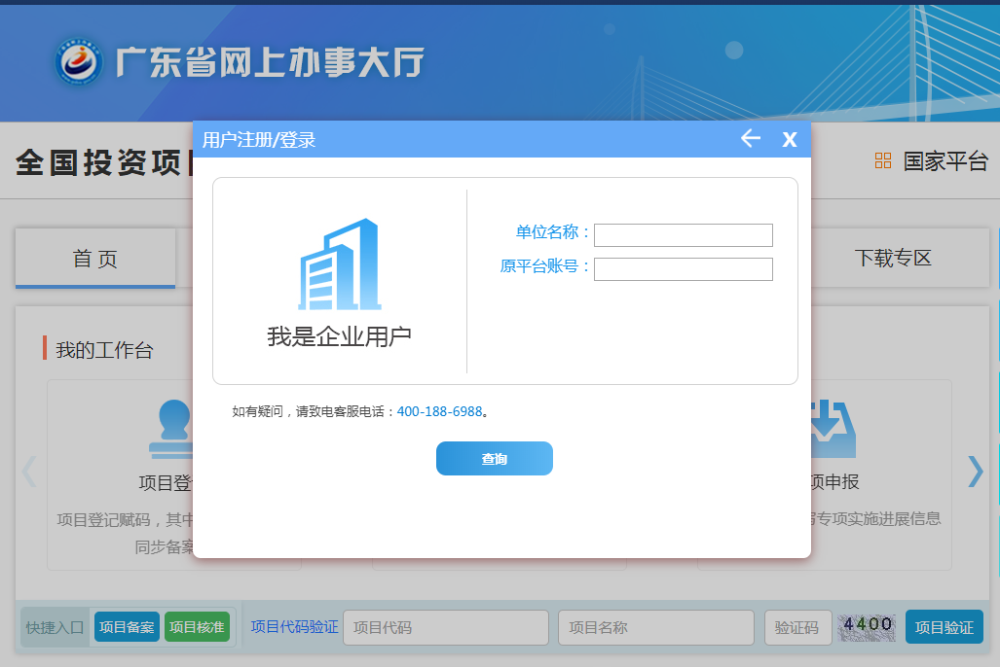 广东省网上办事大厅
全国投资项
国家平台
用户注册/登录
X
首 页
下载专区
我是企业用户
单位名称：
原平台账号：
如有疑问，请致电客服电话：400-188-6988。
查询
我的工作台
项目登
项目登记赋码，其中
同步备案
项申报
专项实施进展信息
快捷入口
项目备案
项目核准
项目代码验证
项目代码
项目名称
验证码
4400
项目验证